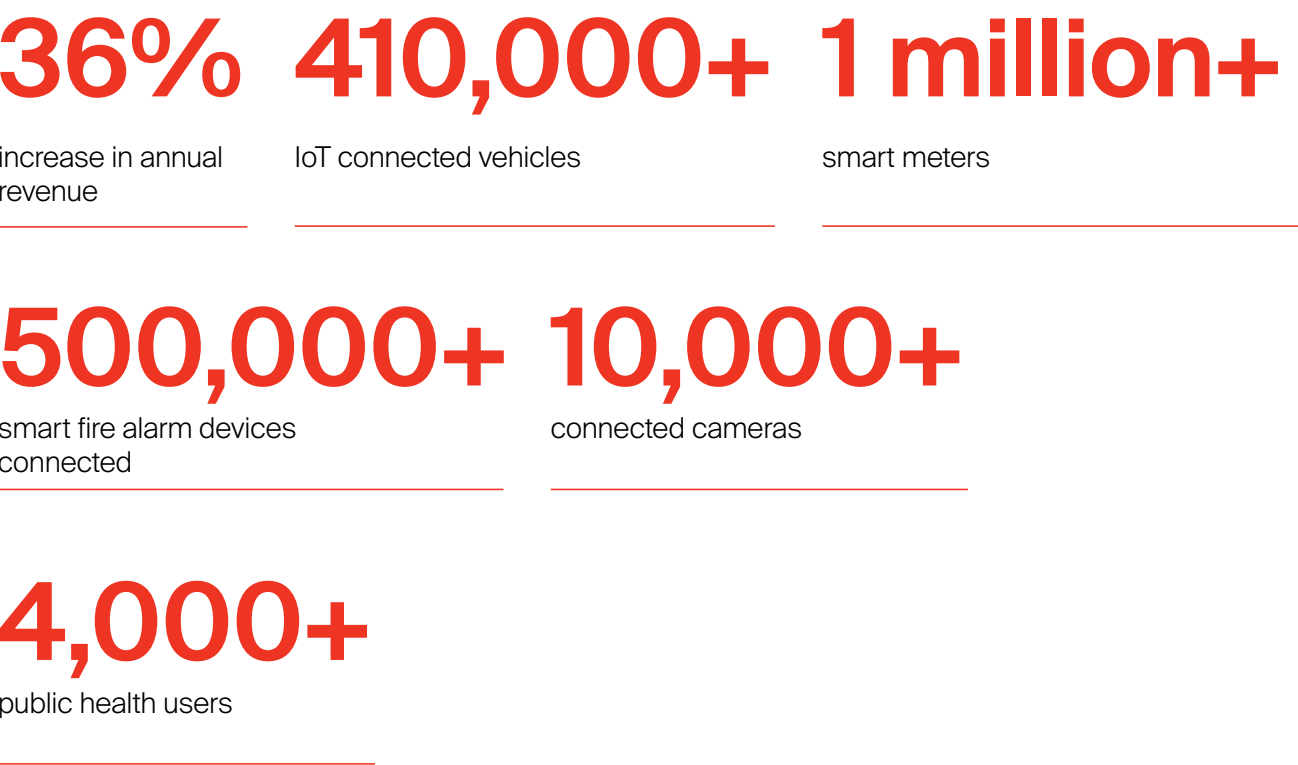 36% 410,000+ 1 million+
increase in annual
revenue
IoT connected vehicles
smart meters
500,000+ 10,000+
smart fire alarm devices
connected
connected cameras
4,000+
public health users